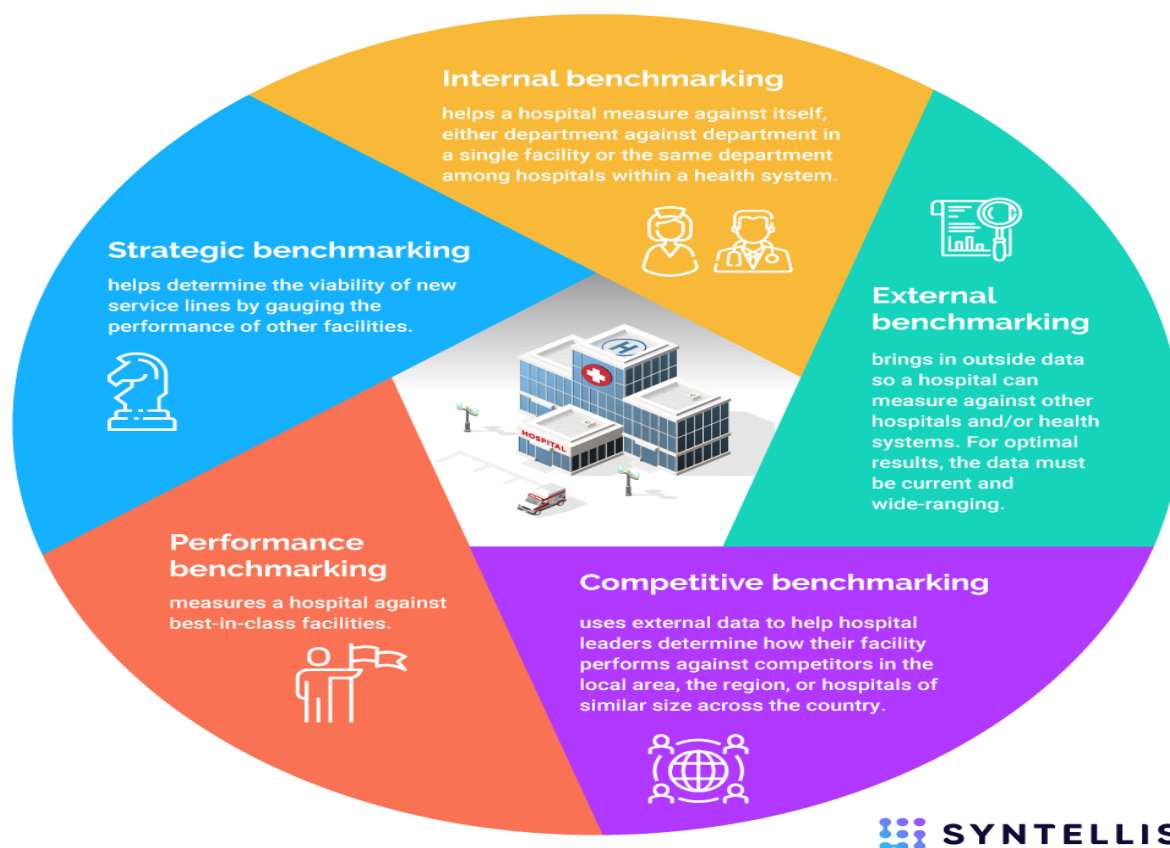 Internal benchmarking
helps a hospital measure against itself,
either department against department in
a single facility or the same department
among hospitals within a health system.
External
benchmarking
brings in outside data
so a hospital can
measure against other
hospitals and/or health
systems. For optimal
results, the data must
be current and
wide-ranging.
Competitive benchmarking
uses external data to help hospital
leaders determine how their facility
performs against competitors in the
local area, the region, or hospitals of
similar size across the country.
Performance
benchmarking
measures a hospital against
best-in-class facilities.
Strategic benchmarking
helps determine the viability of new
service lines by gauging the
performance of other facilities.
H
HOSPITAL
SYNTELLIS